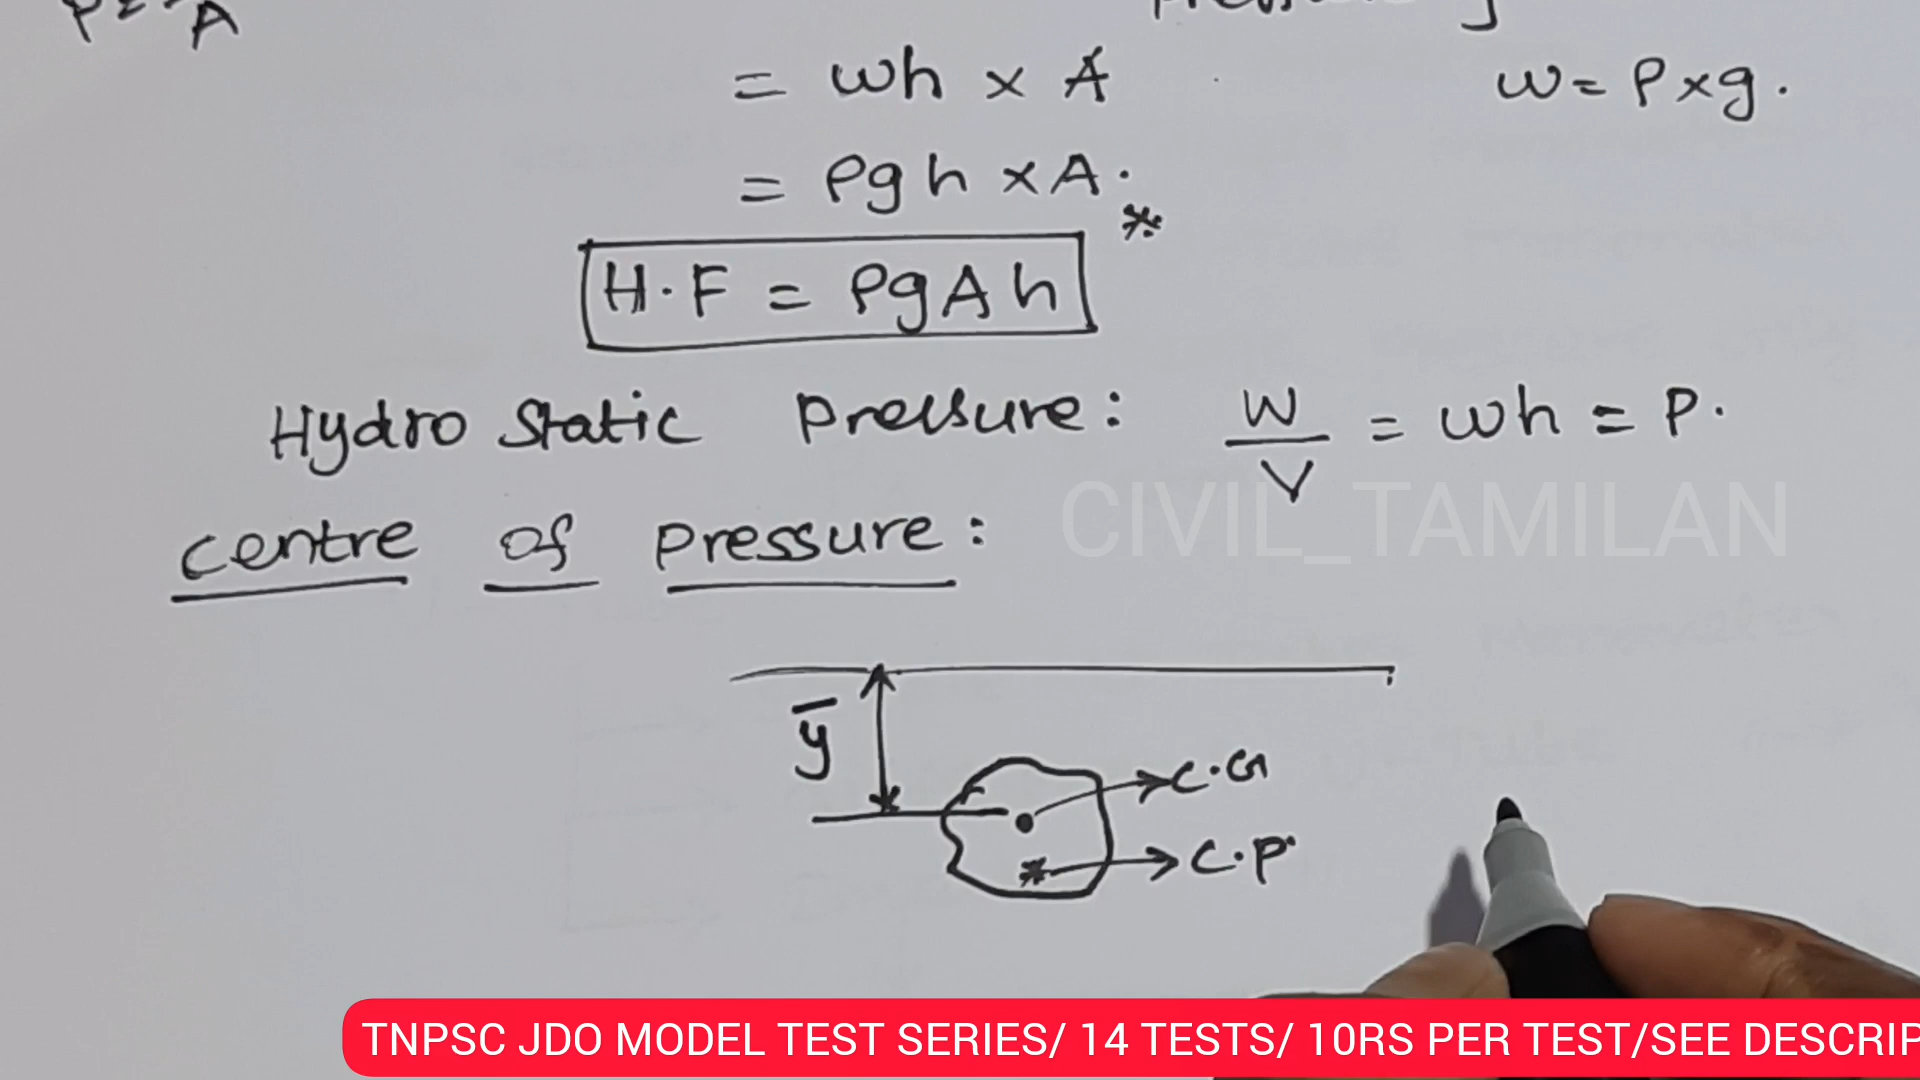 A
= wh × A
w = ρ × g.
= ρgh × A.
*
H.F = ρgAh
Hydro Static pressure: W/V = wh = P.
CIVIL_TAMILAN
centre of pressure:
ȳ
C.G
C.P
TNPSC JDO MODEL TEST SERIES/ 14 TESTS/ 10RS PER TEST/SEE DESCRIP